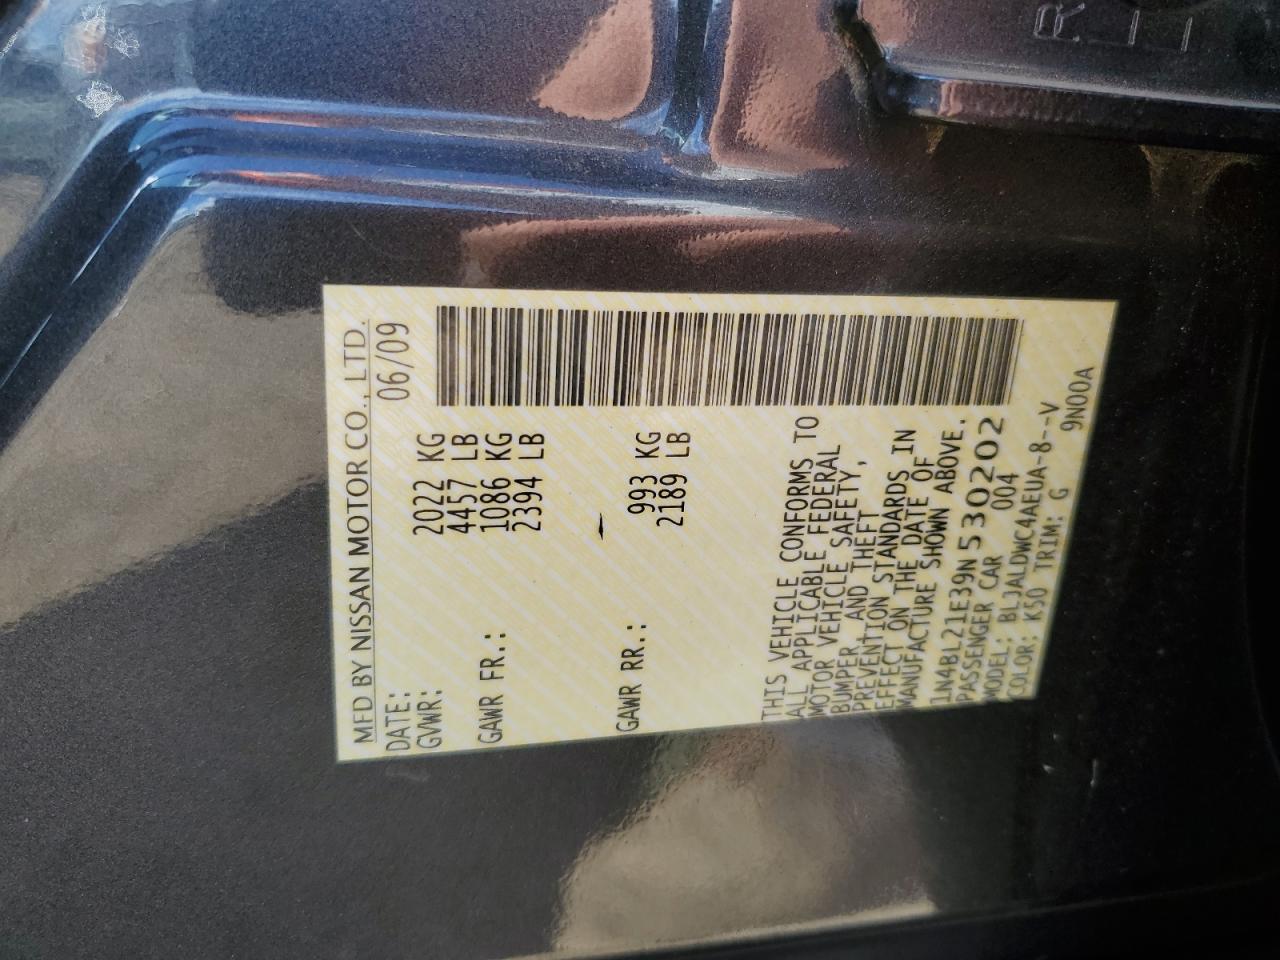 MFD BY NISSAN MOTOR CO., LTD.
DATE: 06/09
GVWR: 2022 KG
4457 LB
GAWR FR.: 1086 KG
2394 LB
GAWR RR.: 993 KG
2189 LB
THIS VEHICLE CONFORMS TO
ALL APPLICABLE FEDERAL
MOTOR VEHICLE SAFETY,
BUMPER AND THEFT
PREVENTION STANDARDS IN
EFFECT ON THE DATE OF
MANUFACTURE SHOWN ABOVE.
1N4BL21E39N530202
PASSENGER CAR 004
MODEL: BLJALDWC4AEUA-8--V
COLOR: K50 TRIM: G 9N00A